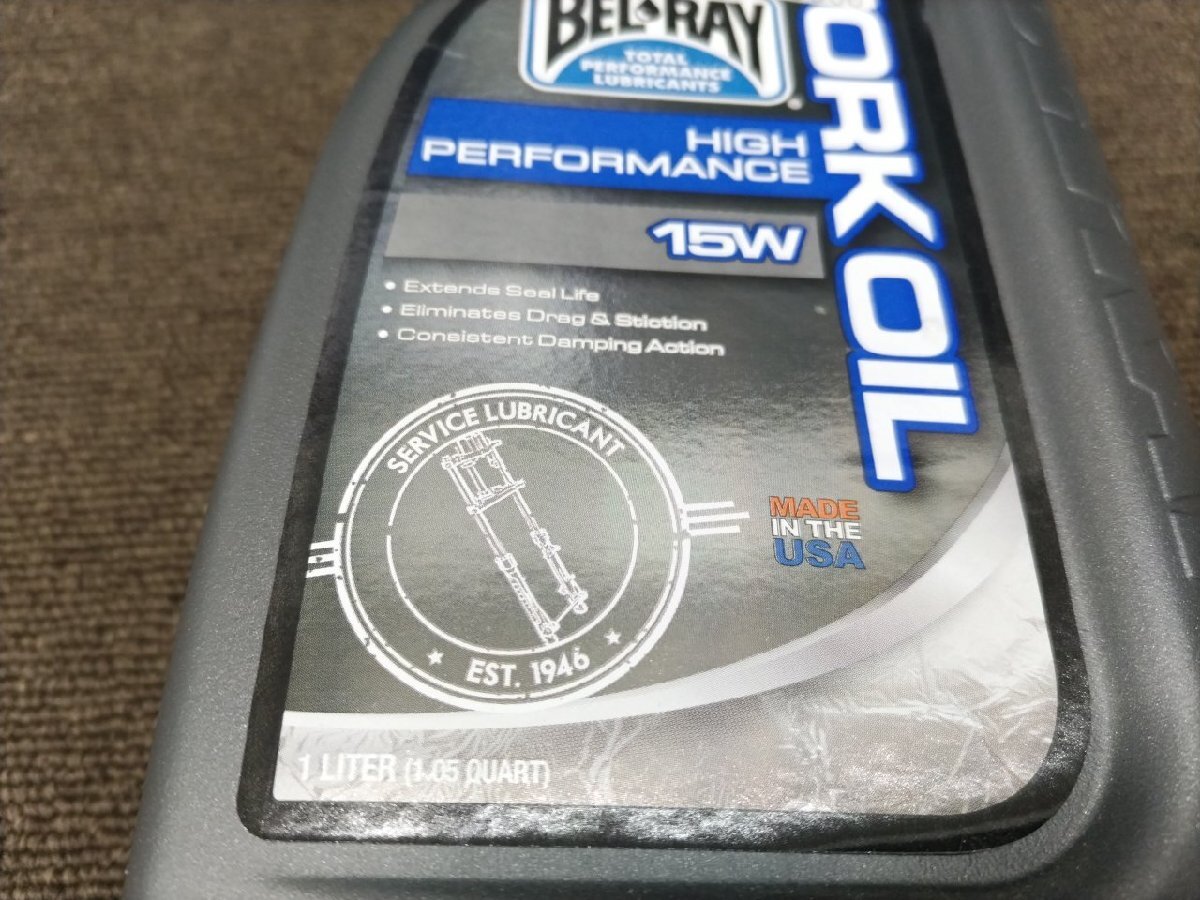 BEL-RAY
TOTAL
PERFORMANCE
LUBRICANTS
HIGH
PERFORMANCE
15W
• Extends Seal Life
• Eliminates Drag & Stiction
• Consistent Damping Action
ORK OIL
SERVICE LUBRICANT
EST. 1946
MADE
IN THE
USA
1 LITER (1.05 QUART)